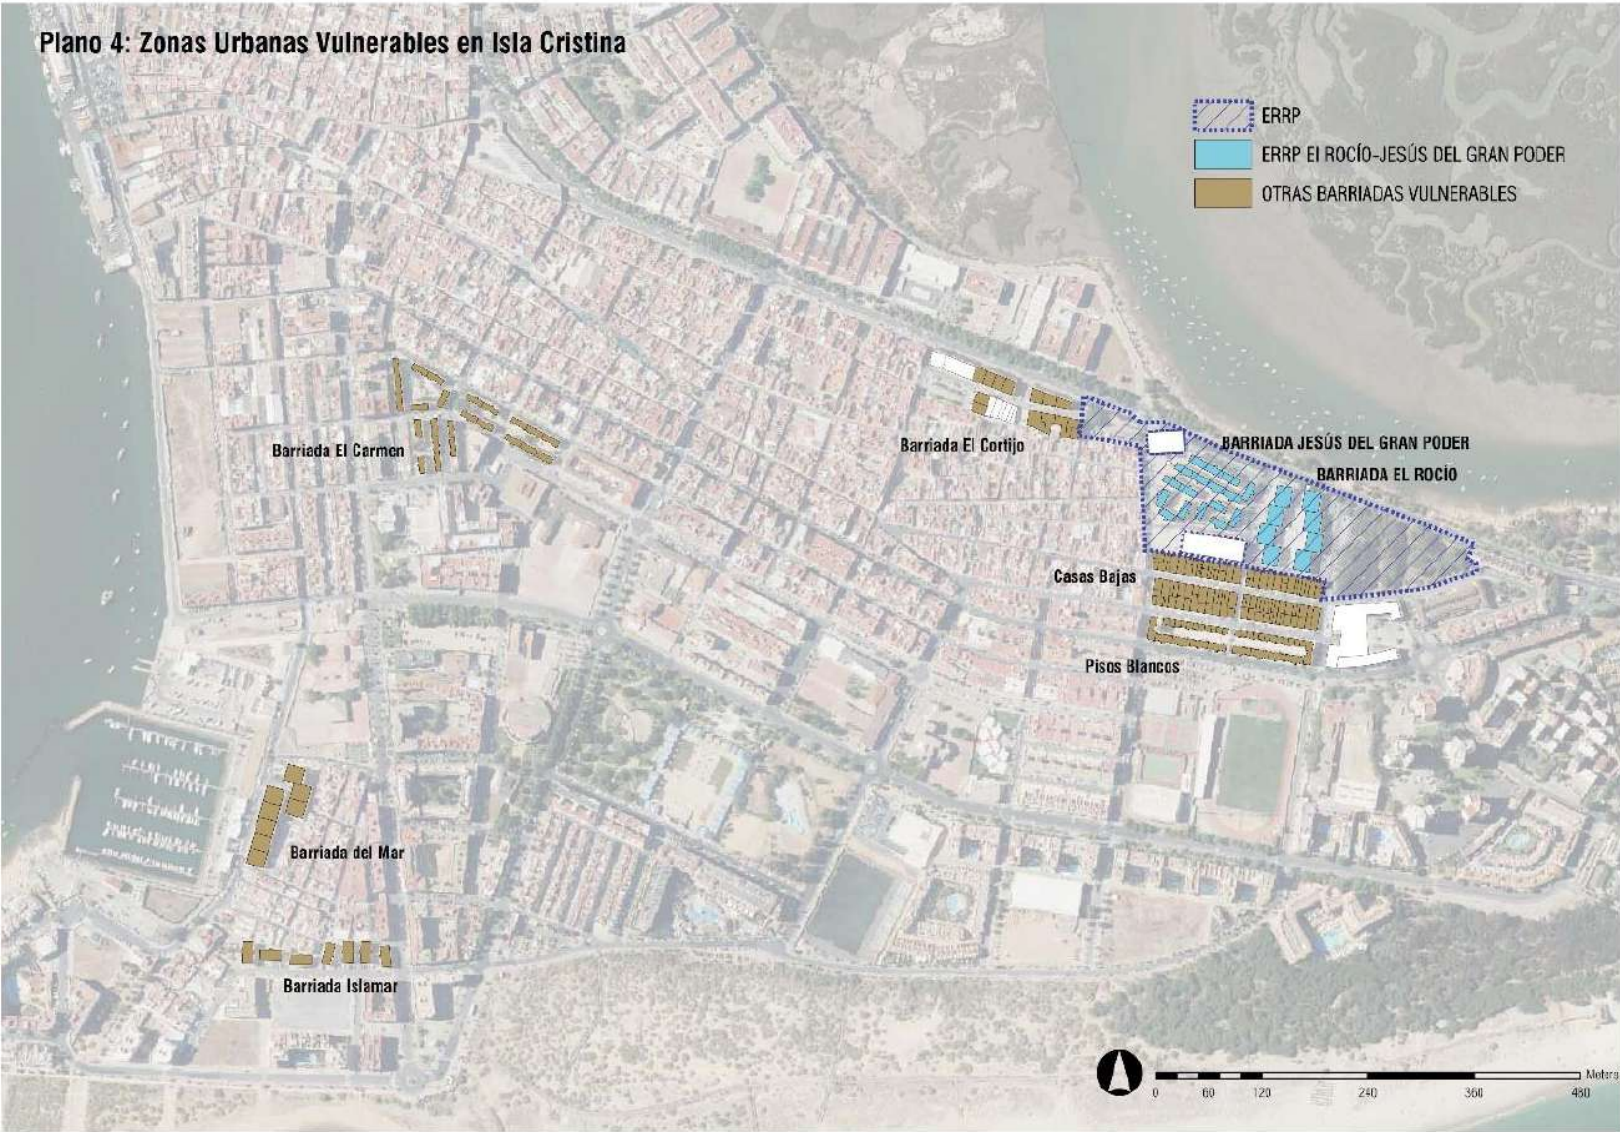 Plano 4: Zonas Urbanas Vulnerables en Isla Cristina
ERRP
ERRP El ROCÍO-JESÚS DEL GRAN PODER
OTRAS BARRIADAS VULNERABLES
Barriada El Carmen
Barriada El Cortijo
BARRIADA JESÚS DEL GRAN PODER
BARRIADA EL ROCÍO
Casas Bajas
Pisos Blancos
Barriada del Mar
Barriada Islamar
Meters
0 60 120 240 360 480